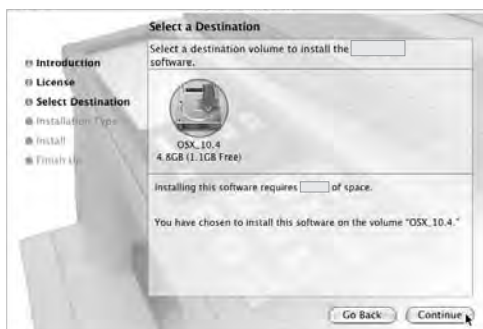 Select a Destination
Select a destination volume to install the
software.
Introduction
License
Select Destination
Installation Type
Install
Finish Up
OSX_10.4
4.8GB (1.1GB Free)
Installing this software requires of space.
You have chosen to install this software on the volume "OSX_10.4."
Go Back
Continue